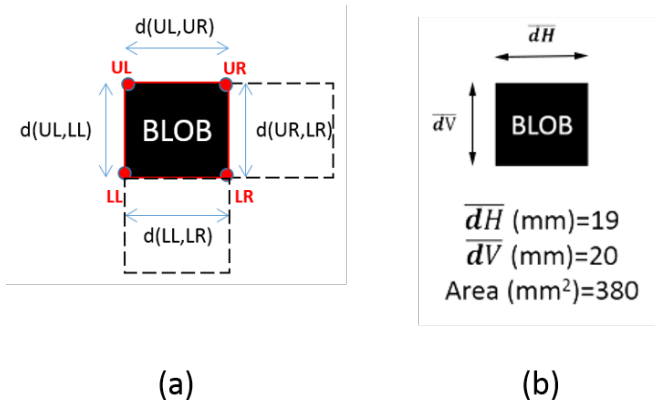 d(UL,UR)
UL
UR
d(UL,LL)
BLOB
d(UR,LR)
LL
LR
d(LL,LR)
(a)
dH
dV
BLOB
dH (mm)=19
dV (mm)=20
Area (mm²)=380
(b)